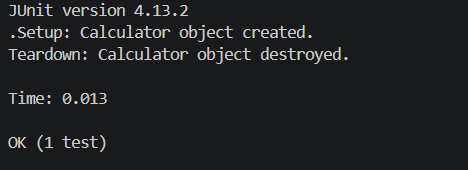 JUnit version 4.13.2
.Setup: Calculator object created.
Teardown: Calculator object destroyed.
Time: 0.013
OK (1 test)